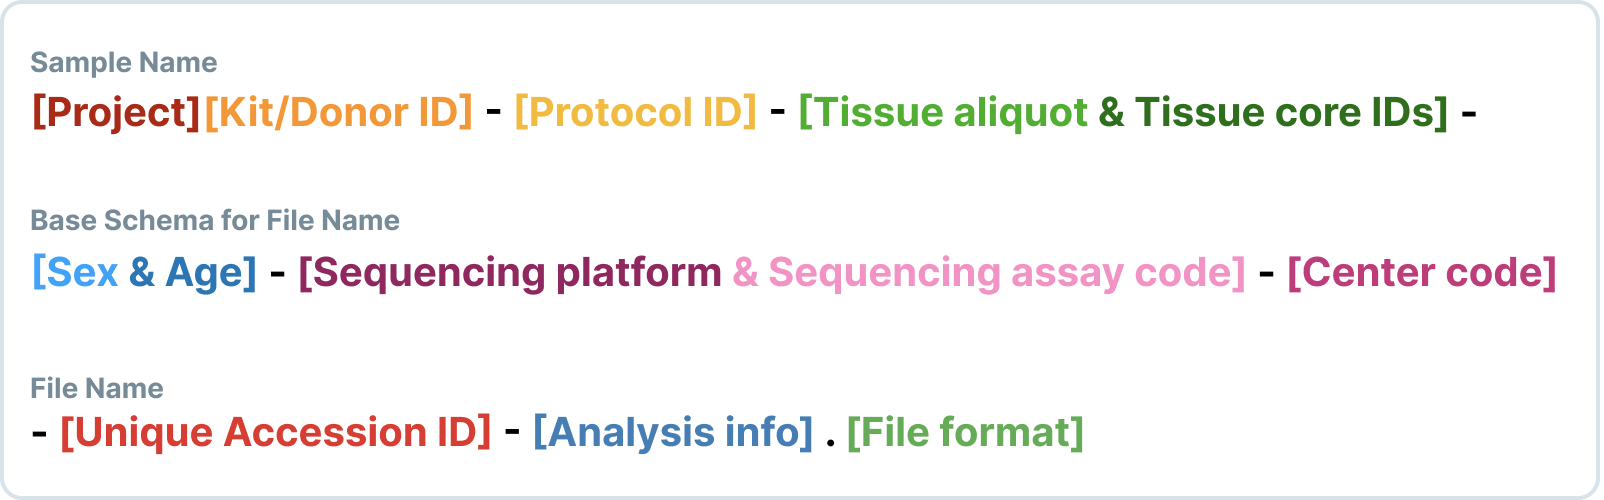 Sample Name
[Project][Kit/Donor ID] - [Protocol ID] - [Tissue aliquot & Tissue core IDs] -
Base Schema for File Name
[Sex & Age] - [Sequencing platform & Sequencing assay code] - [Center code]
File Name
- [Unique Accession ID] - [Analysis info] . [File format]